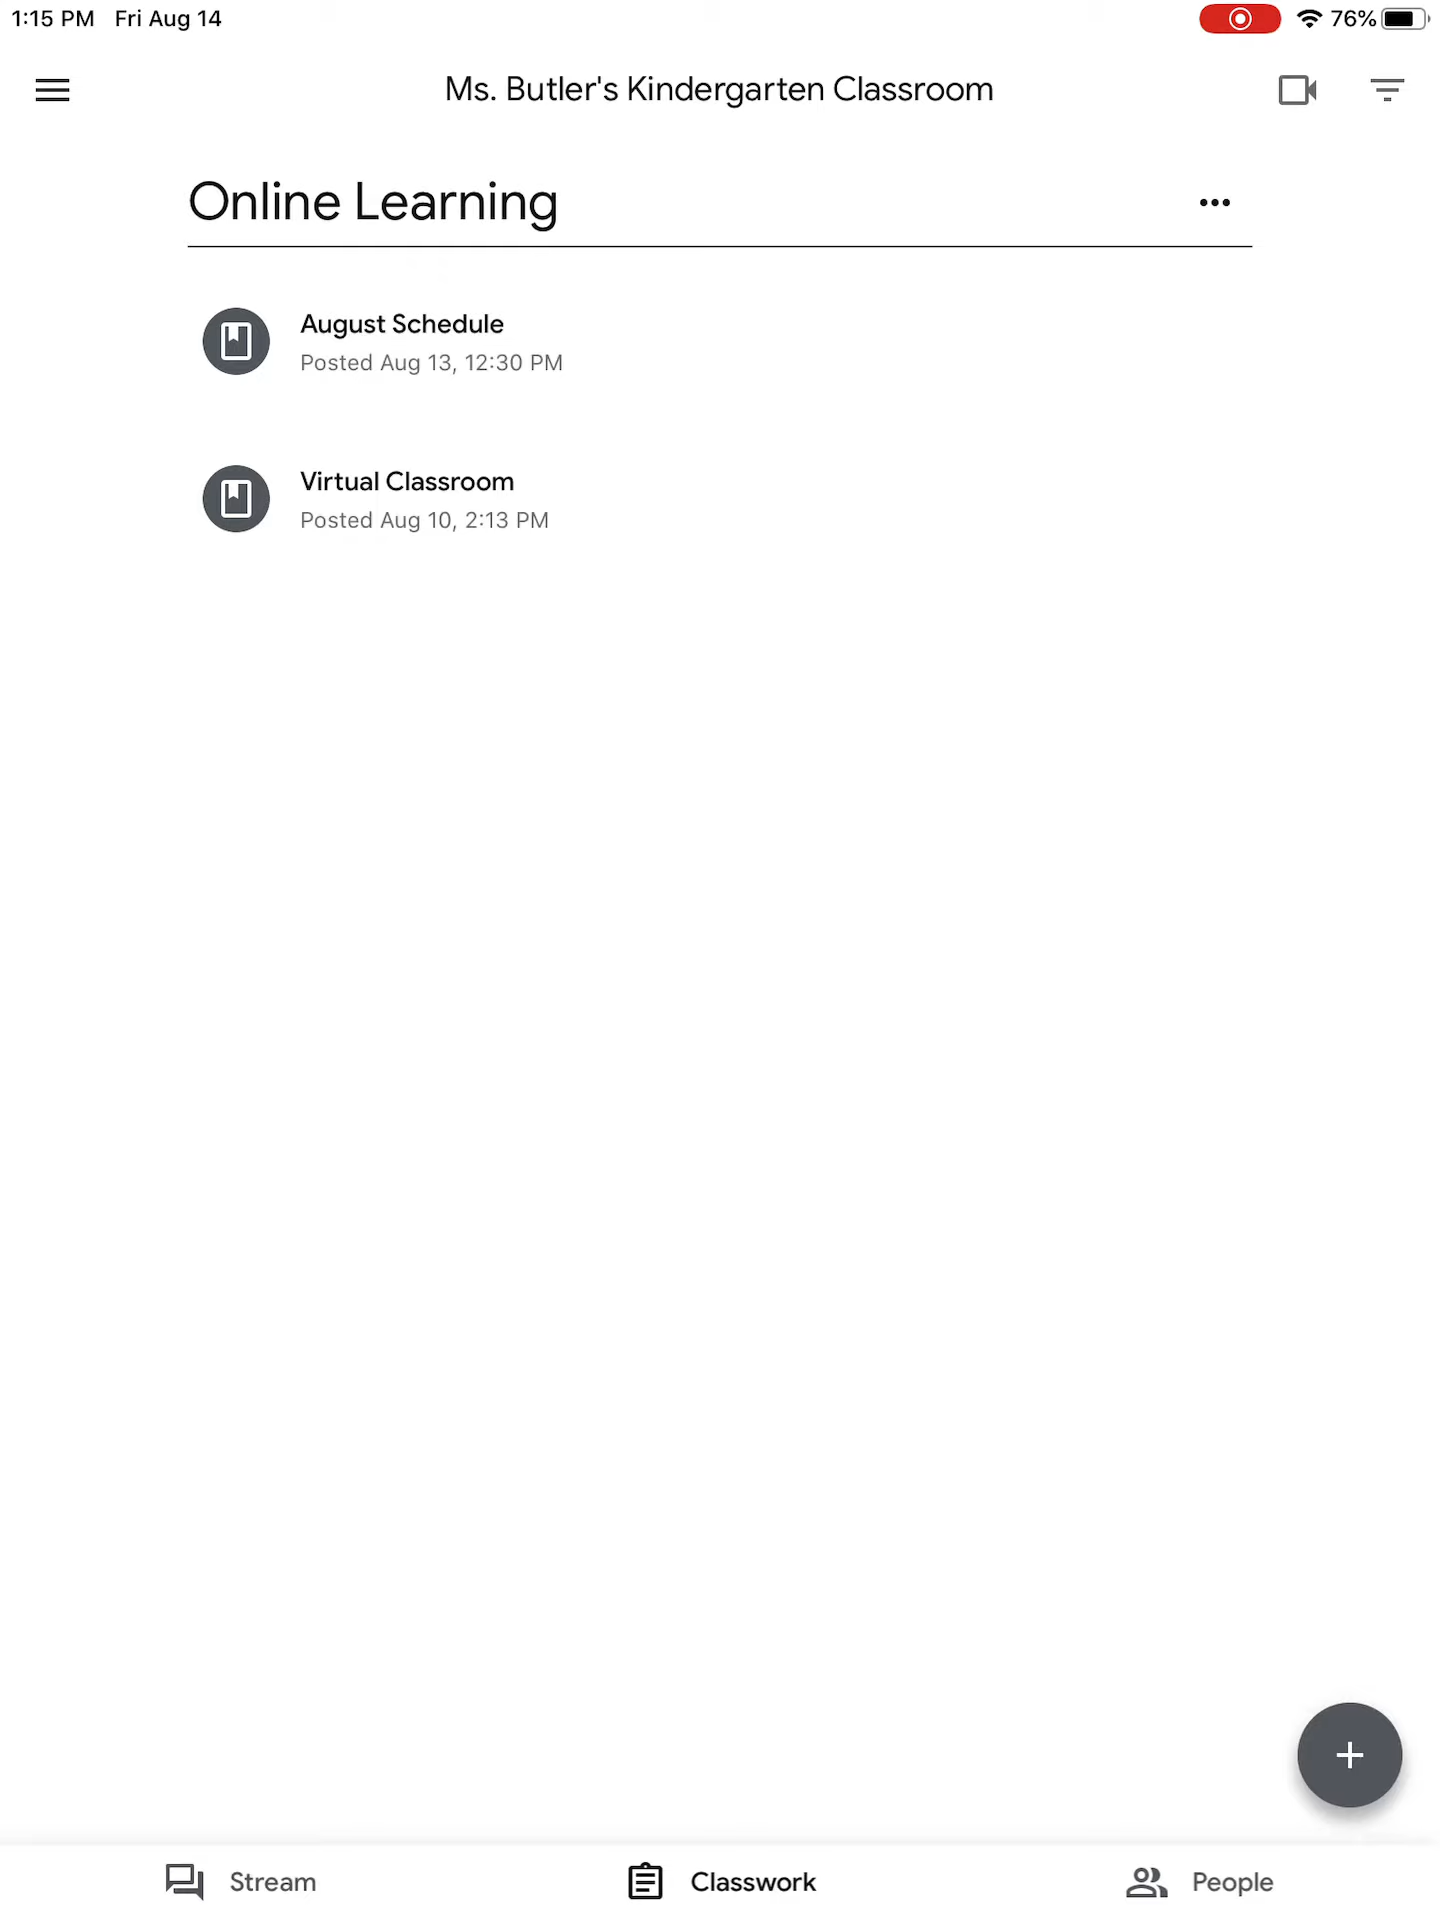 1:15 PM Fri Aug 14
76%
Ms. Butler's Kindergarten Classroom
Online Learning
August Schedule
Posted Aug 13, 12:30 PM
Virtual Classroom
Posted Aug 10, 2:13 PM
Stream
Classwork
People